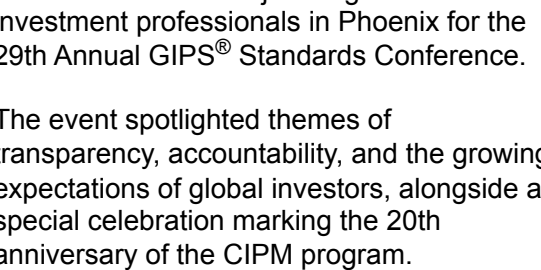 investment professionals in Phoenix for the
29th Annual GIPS® Standards Conference.
The event spotlighted themes of
transparency, accountability, and the growing
expectations of global investors, alongside a
special celebration marking the 20th
anniversary of the CIPM program.